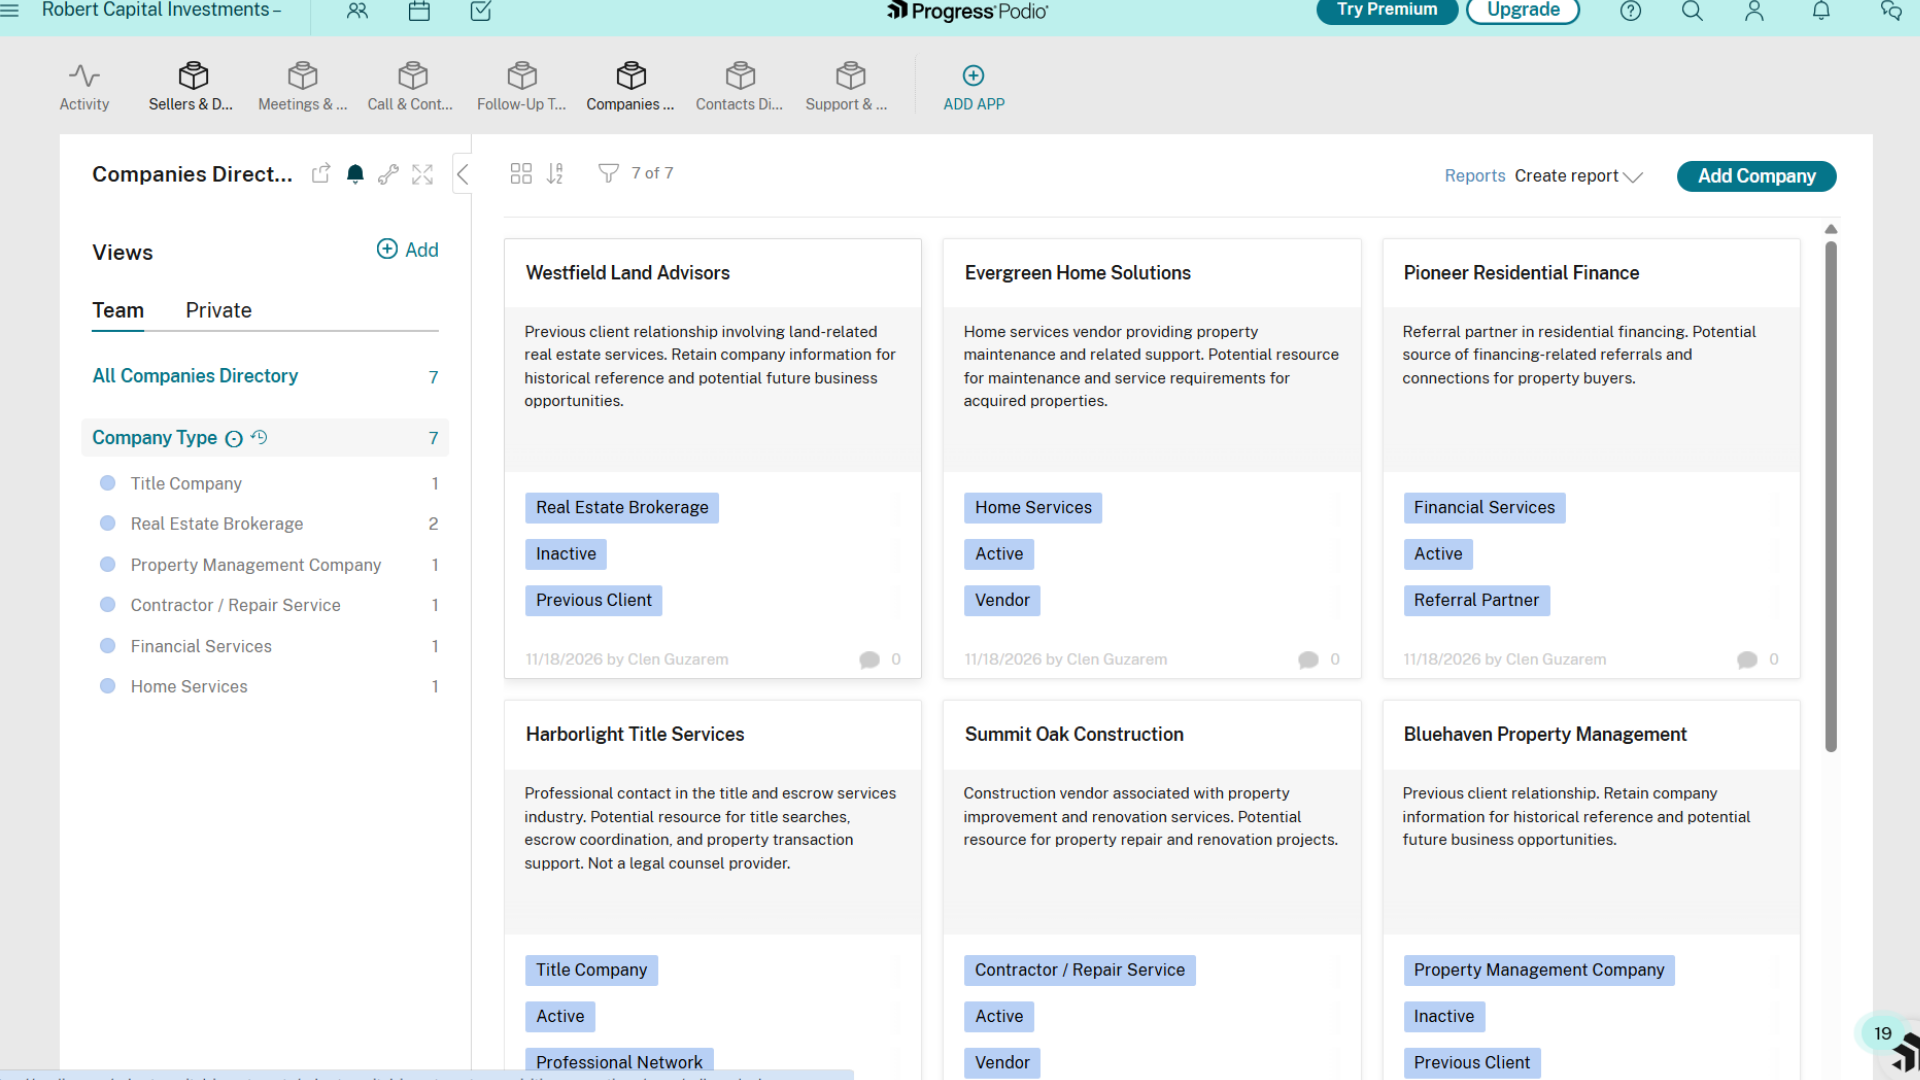 Robert Capital Investments –
Progress Podio
Try Premium
Upgrade
Activity
Sellers & D...
Meetings & ...
Call & Cont...
Follow-Up T...
Companies ...
Contacts Di...
Support & ...
ADD APP
Companies Direct...
7 of 7
Reports
Create report
Add Company
Views
Add
Team
Private
All Companies Directory 7
Company Type 7
Title Company 1
Real Estate Brokerage 2
Property Management Company 1
Contractor / Repair Service 1
Financial Services 1
Home Services 1
Westfield Land Advisors
Previous client relationship involving land-related
real estate services. Retain company information for
historical reference and potential future business
opportunities.
Real Estate Brokerage
Inactive
Previous Client
11/18/2026 by Clen Guzarem 0
Evergreen Home Solutions
Home services vendor providing property
maintenance and related support. Potential resource
for maintenance and service requirements for
acquired properties.
Home Services
Active
Vendor
11/18/2026 by Clen Guzarem 0
Pioneer Residential Finance
Referral partner in residential financing. Potential
source of financing-related referrals and
connections for property buyers.
Financial Services
Active
Referral Partner
11/18/2026 by Clen Guzarem 0
Harborlight Title Services
Professional contact in the title and escrow services
industry. Potential resource for title searches,
escrow coordination, and property transaction
support. Not a legal counsel provider.
Title Company
Active
Professional Network
Summit Oak Construction
Construction vendor associated with property
improvement and renovation services. Potential
resource for property repair and renovation projects.
Contractor / Repair Service
Active
Vendor
Bluehaven Property Management
Previous client relationship. Retain company
information for historical reference and potential
future business opportunities.
Property Management Company
Inactive
Previous Client
19